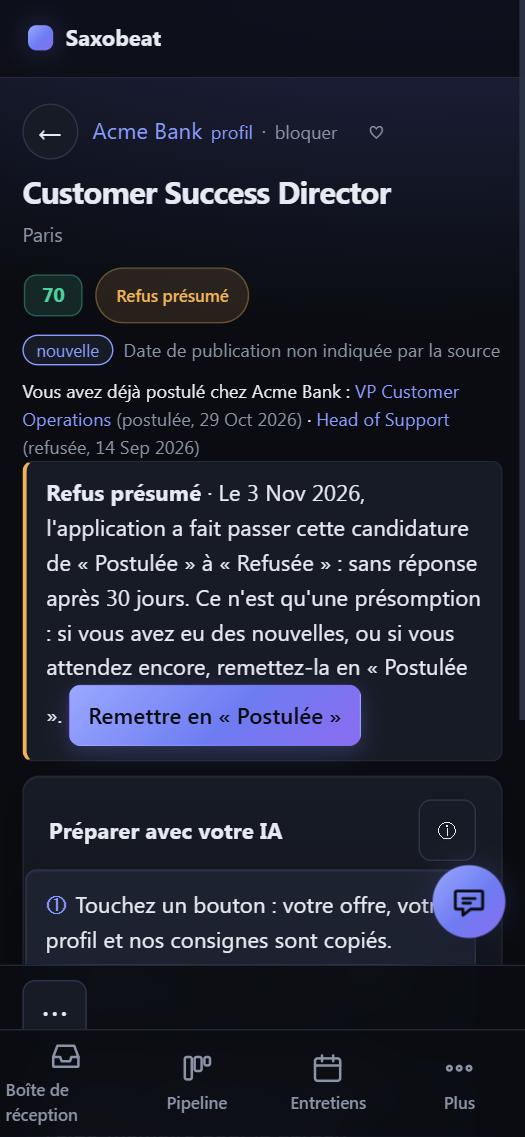 Saxobeat
← Acme Bank profil · bloquer ♡
Customer Success Director
Paris
70 Refus présumé
nouvelle Date de publication non indiquée par la source
Vous avez déjà postulé chez Acme Bank : VP Customer
Operations (postulée, 29 Oct 2026) · Head of Support
(refusée, 14 Sep 2026)
Refus présumé · Le 3 Nov 2026,
l'application a fait passer cette candidature
de « Postulée » à « Refusée » : sans réponse
après 30 jours. Ce n'est qu'une présomption
: si vous avez eu des nouvelles, ou si vous
attendez encore, remettez-la en « Postulée
». Remettre en « Postulée »
Préparer avec votre IA ⓘ
① Touchez un bouton : votre offre,
profil et nos consignes sont copiés.
...
Boîte de
réception
Pipeline
Entretiens
Plus